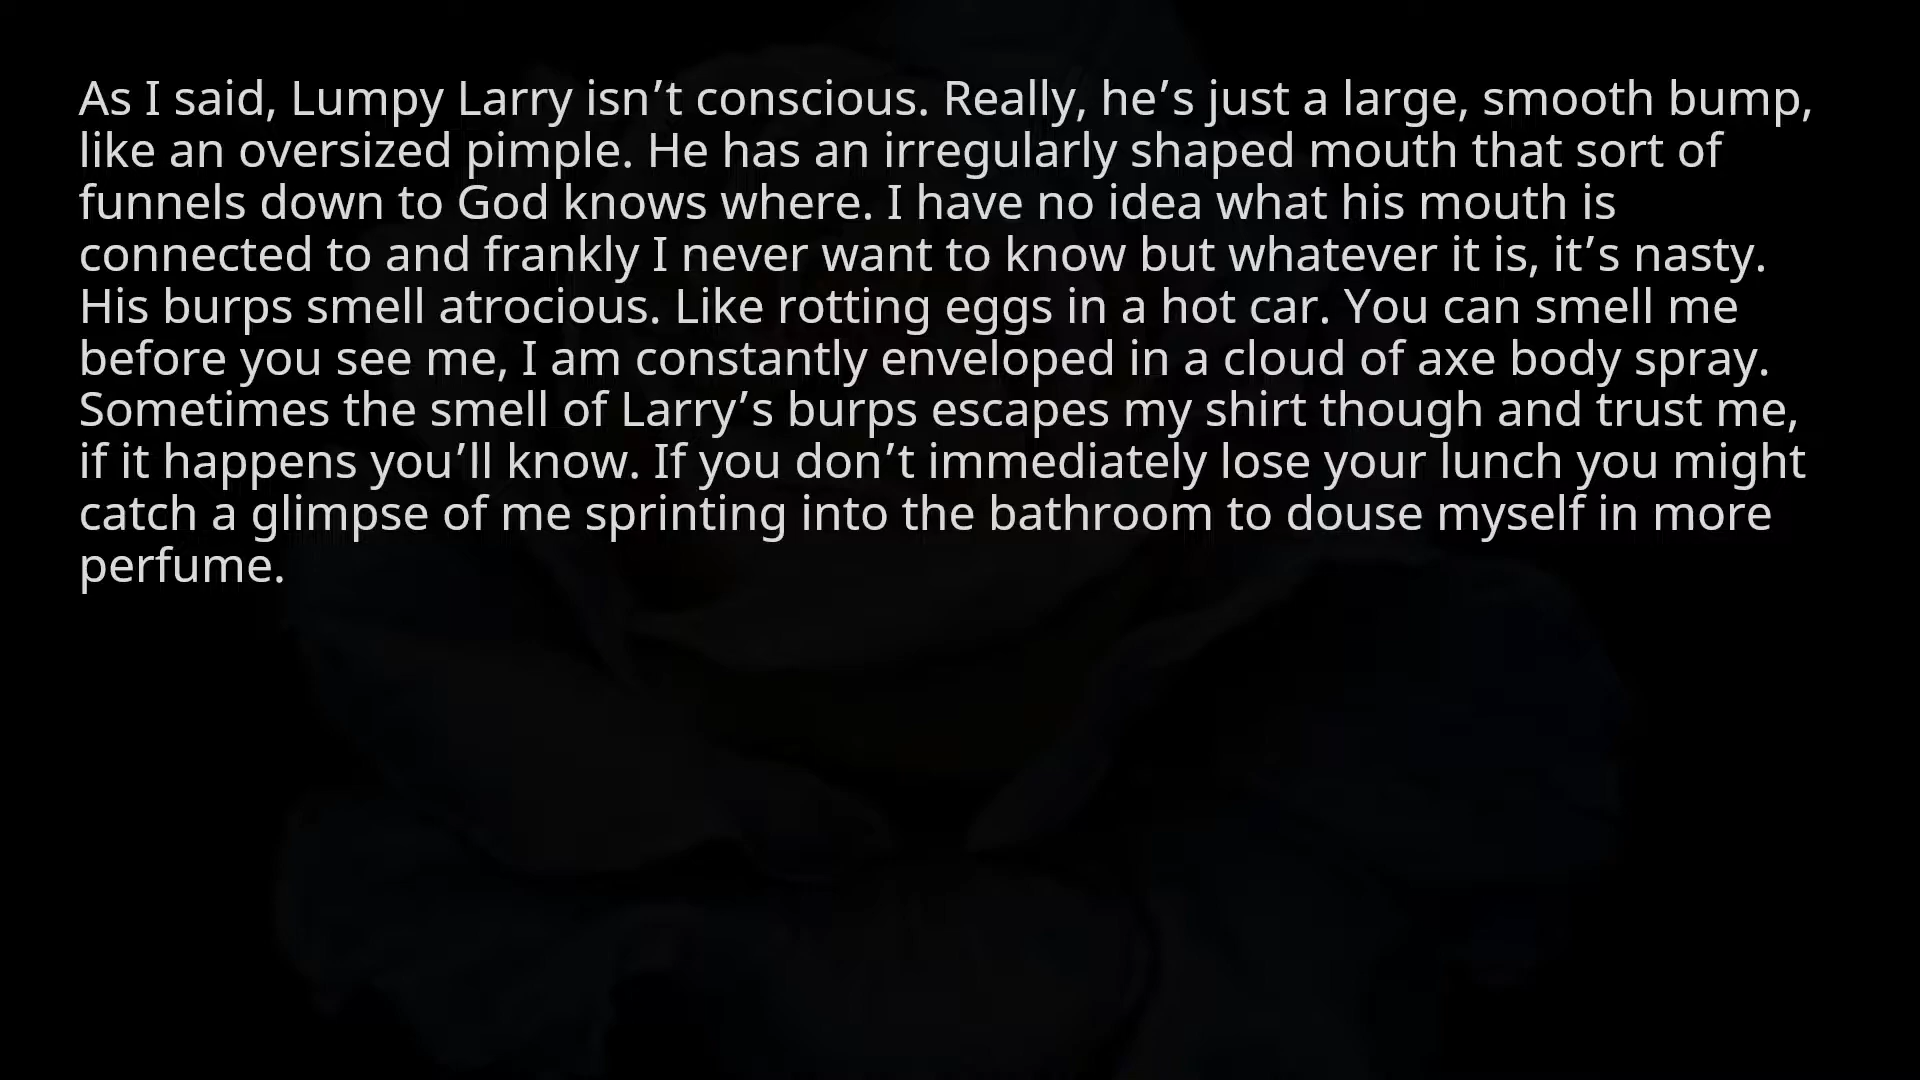 As I said, Lumpy Larry isn’t conscious. Really, he’s just a large, smooth bump,
like an oversized pimple. He has an irregularly shaped mouth that sort of
funnels down to God knows where. I have no idea what his mouth is
connected to and frankly I never want to know but whatever it is, it’s nasty.
His burps smell atrocious. Like rotting eggs in a hot car. You can smell me
before you see me, I am constantly enveloped in a cloud of axe body spray.
Sometimes the smell of Larry’s burps escapes my shirt though and trust me,
if it happens you’ll know. If you don’t immediately lose your lunch you might
catch a glimpse of me sprinting into the bathroom to douse myself in more
perfume.